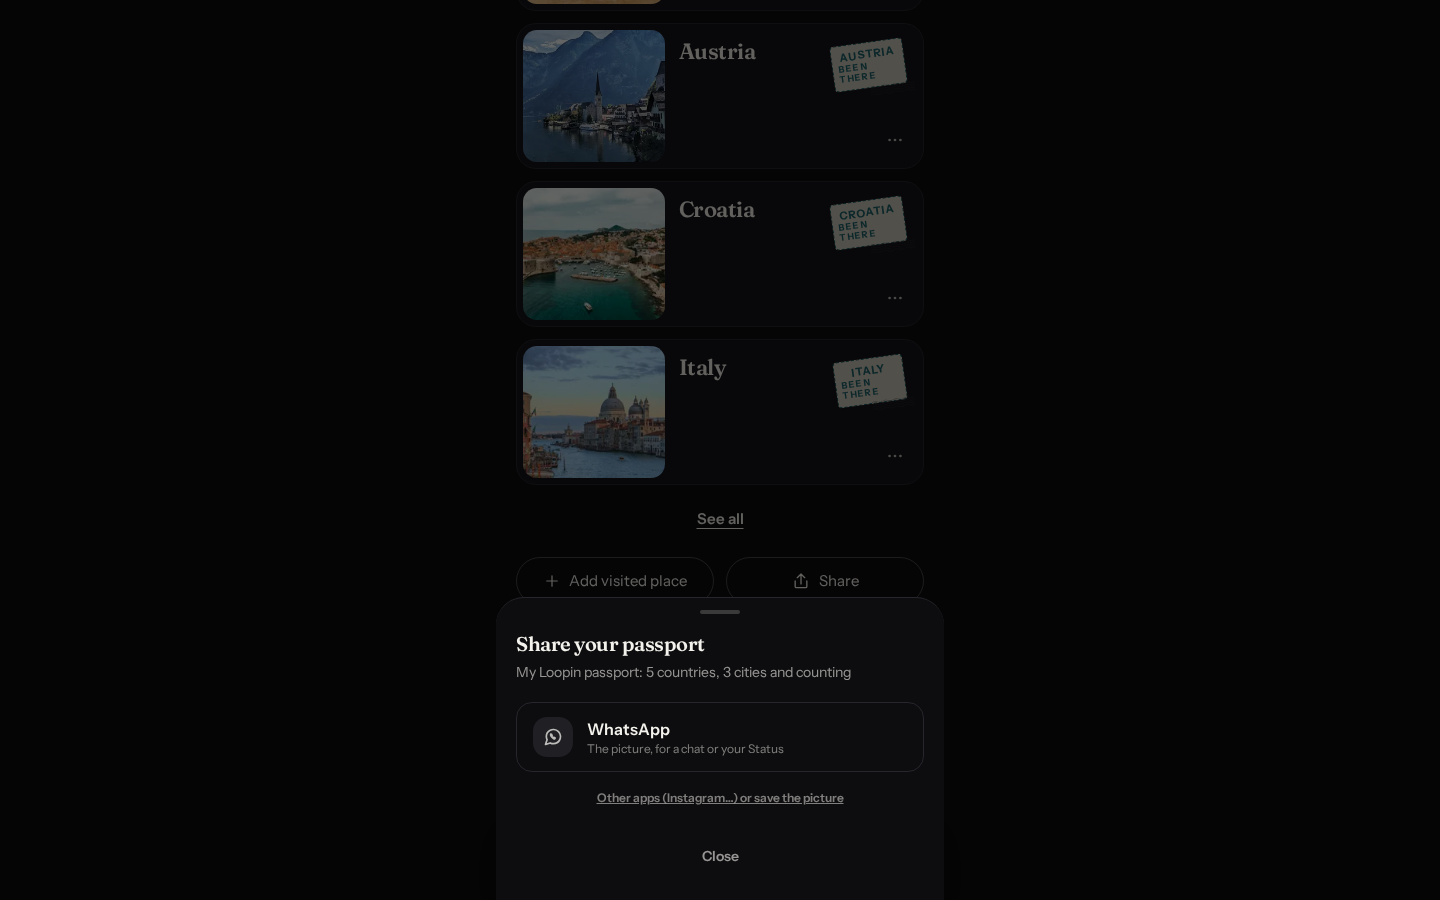 Austria
AUSTRIA
BEEN
THERE
...
Croatia
CROATIA
BEEN
THERE
...
Italy
ITALY
BEEN
THERE
...
See all
+ Add visited place
Share
Share your passport
My Loopin passport: 5 countries, 3 cities and counting
WhatsApp
The picture, for a chat or your Status
Other apps (Instagram...) or save the picture
Close